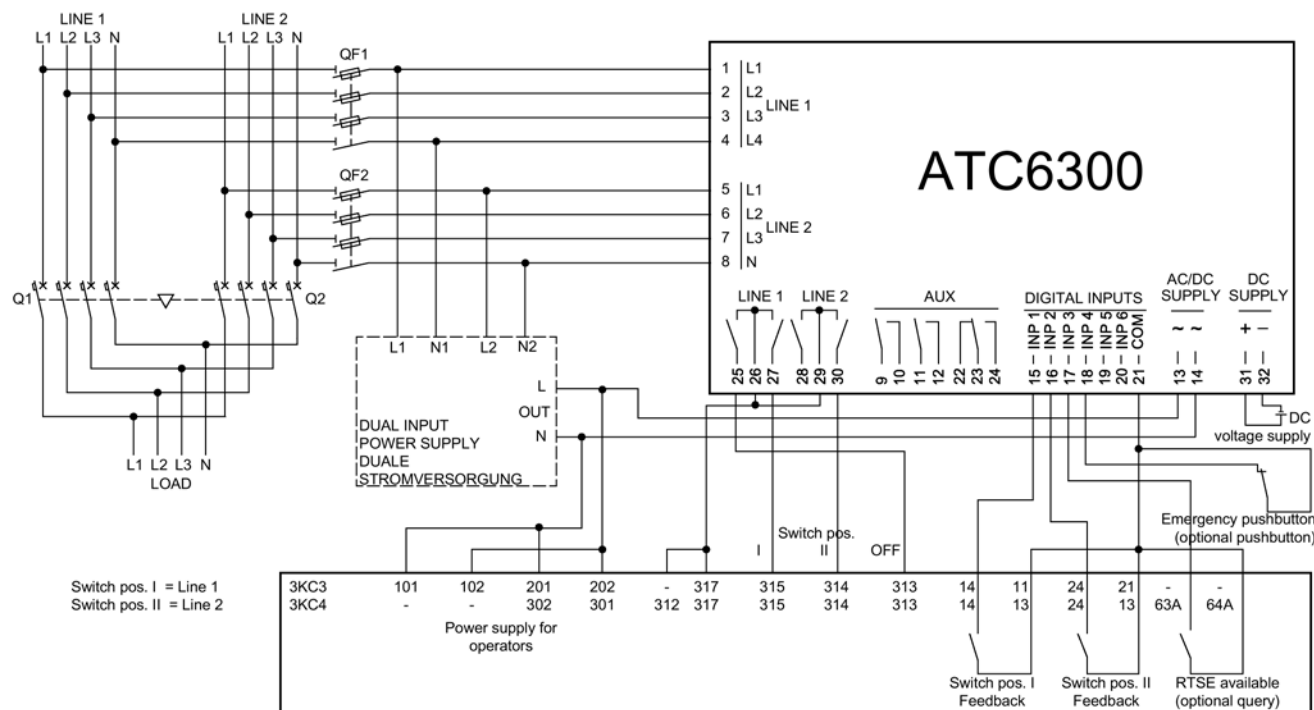 LINE 1
L1 L2 L3 N
LINE 2
L1 L2 L3 N
QF1
1 L1
2 L2
3 L3
4 L4
LINE 1
QF2
5 L1
6 L2
7 L3
8 N
LINE 2
ATC6300
Q1
Q2
LINE 1
LINE 2
AUX
DIGITAL INPUTS
AC/DC
SUPPLY
DC
SUPPLY
~ ~
+ –
25
26
27
28
29
30
9
10
11
12
22
23
24
15 – INP 1
16 – INP 2
17 – INP 3
18 – INP 4
19 – INP 5
20 – INP 6
21 – COM
13 –
14 –
31 –
32 –
L1 N1 L2 N2
L
OUT
N
DUAL INPUT
POWER SUPPLY
DUALE
STROMVERSORGUNG
L1 L2 L3 N
LOAD
DC
voltage supply
Emergency pushbutton
(optional pushbutton)
Switch pos.
I II OFF
Switch pos. I = Line 1
Switch pos. II = Line 2
3KC3 101 102 201 202 - 317 315 314 313 14 11 24 21 - -
3KC4 - - 302 301 312 317 315 314 313 14 13 24 13 63A 64A
Power supply for
operators
Switch pos. I
Feedback
Switch pos. II
Feedback
RTSE available
(optional query)